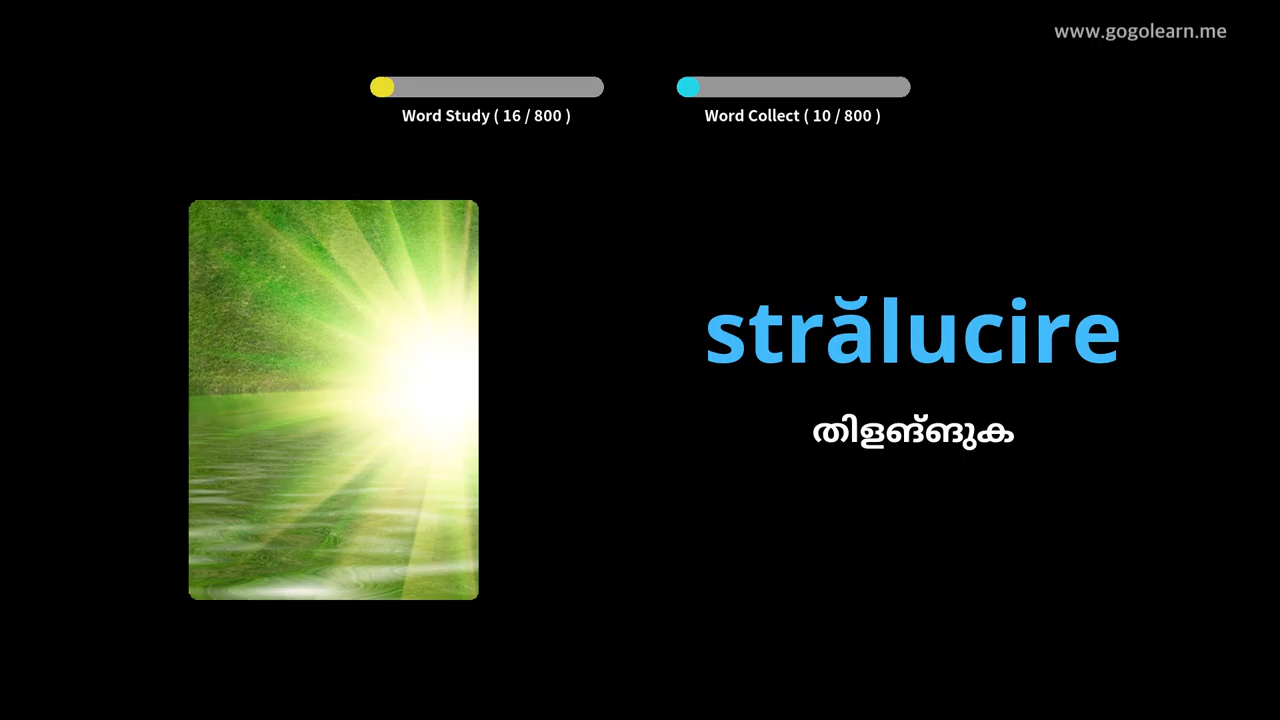 www.gogolearn.me
Word Study ( 16 / 800 )
Word Collect ( 10 / 800 )
strălucire
തിളങ്ങുക